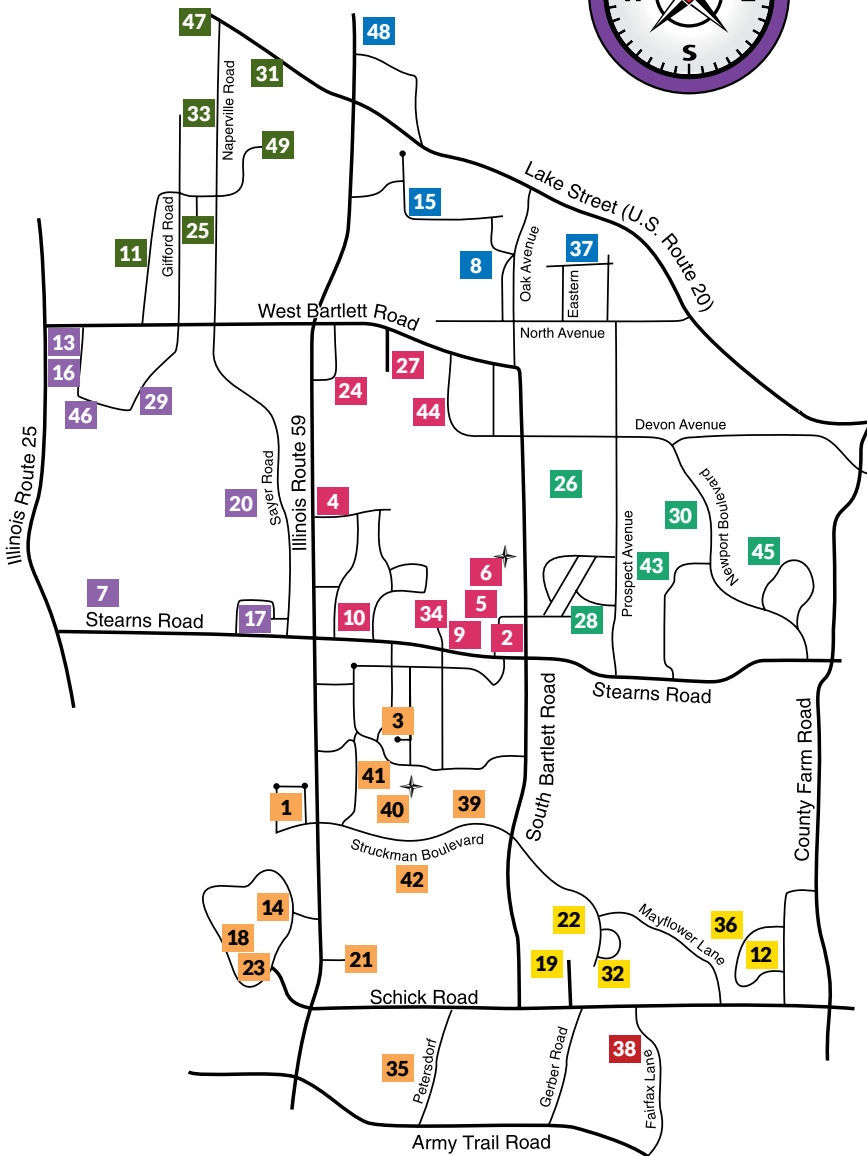 S
47
48
31
Naperville Road
33
49
Lake Street (U.S. Route 20)
15
Gifford Road
25
11
Oak Avenue
37
8
Eastern
West Bartlett Road
North Avenue
13
16
27
24
29
46
44
Devon Avenue
Illinois Route 25
Illinois Route 59
Sayer Road
20
4
26
30
Newport Boulevard
Prospect Avenue
43
45
6
7
5
Stearns Road
17
10
34
9
2
28
Stearns Road
South Bartlett Road
County Farm Road
3
41
40
39
1
Struckman Boulevard
42
14
22
Mayflower Lane
36
18
12
23
21
19
32
Schick Road
35
Petersdorf
Gerber Road
38
Fairfax Lane
Army Trail Road